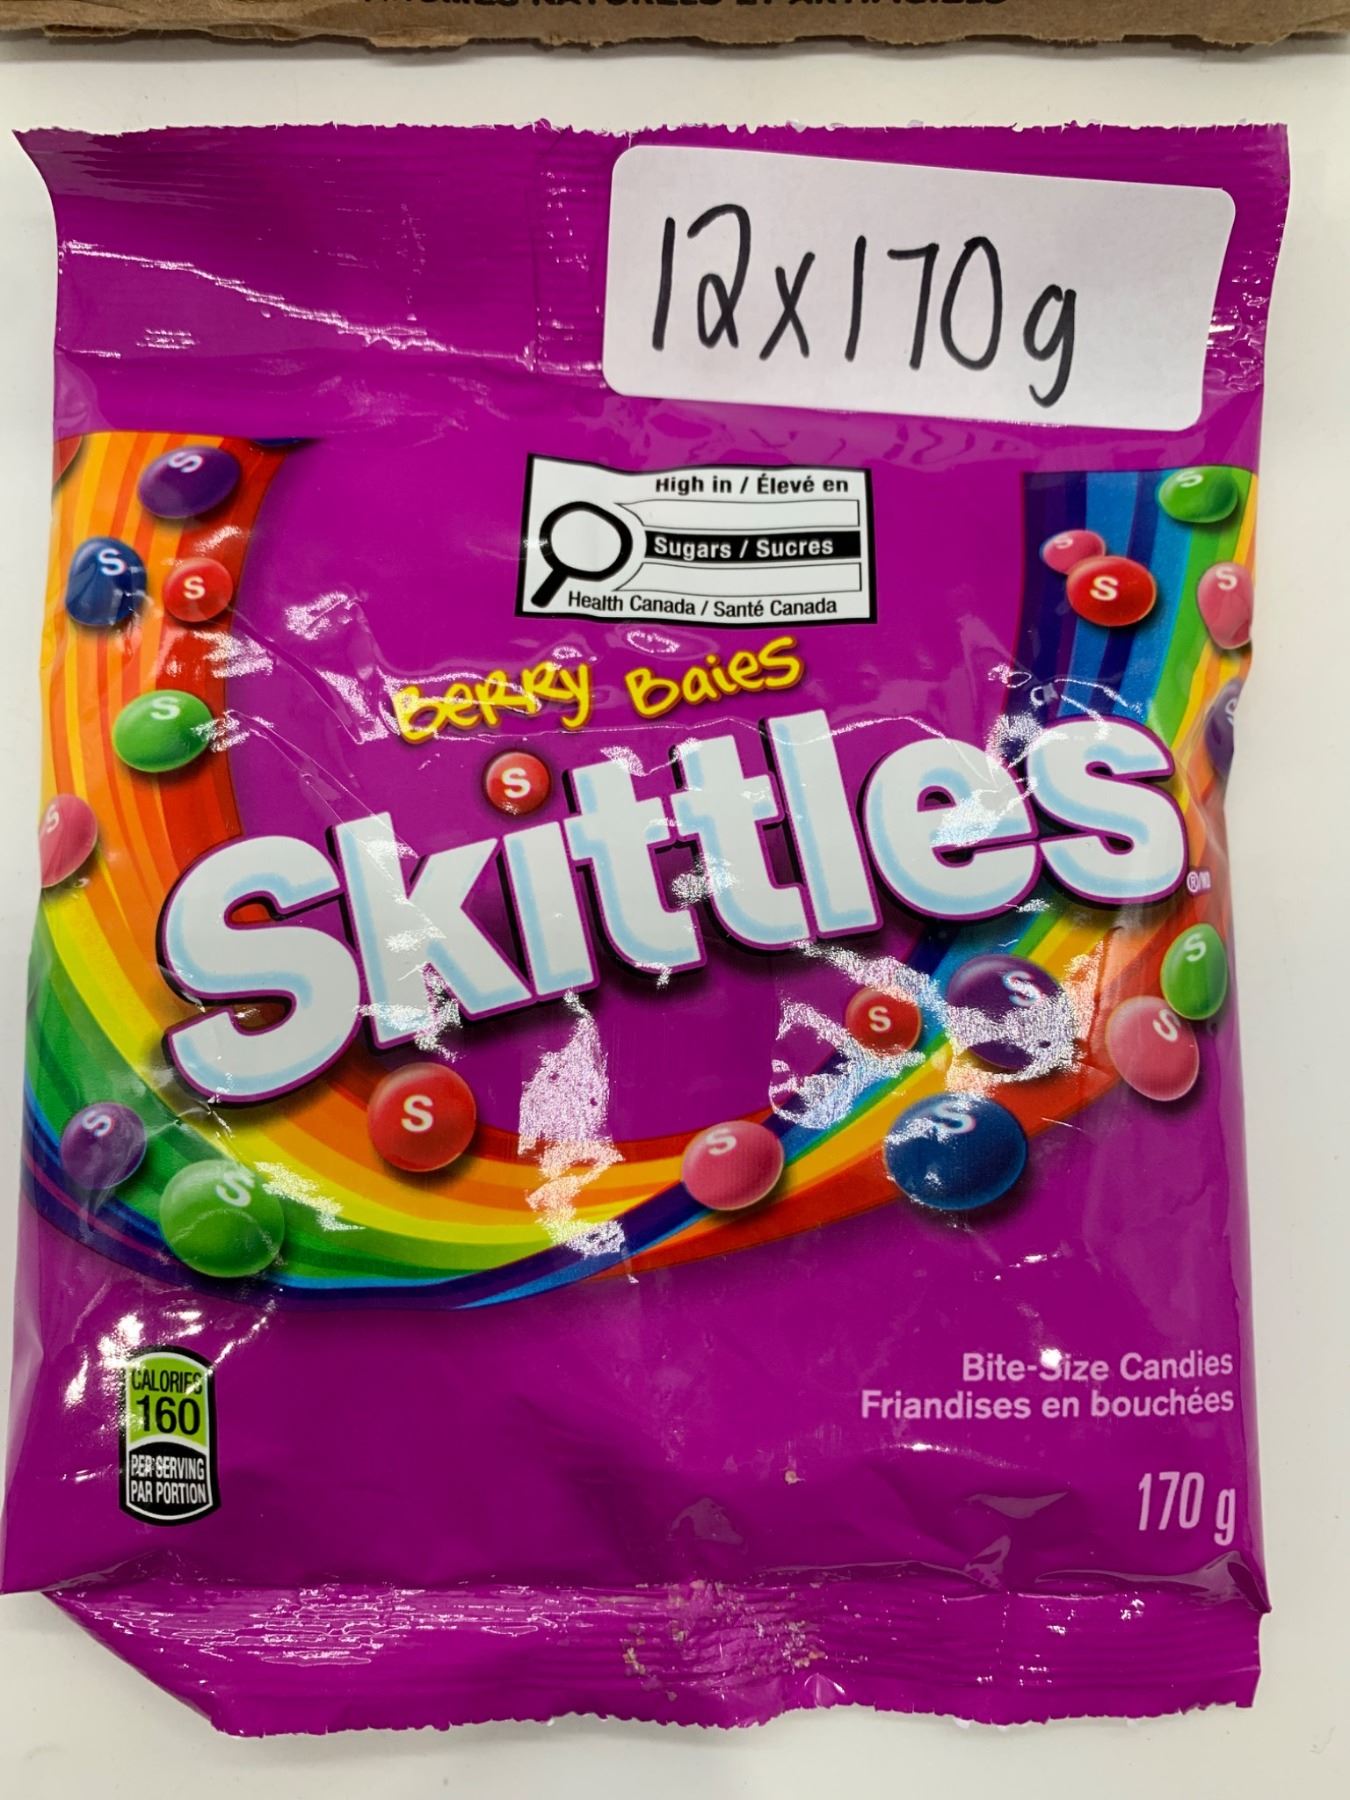 12x170g
High in / Élevé en
Sugars / Sucres
Health Canada / Santé Canada
Berry Baies
Skittles
Bite-Size Candies
Friandises en bouchées
CALORIES
160
PER SERVING
PAR PORTION
170 g